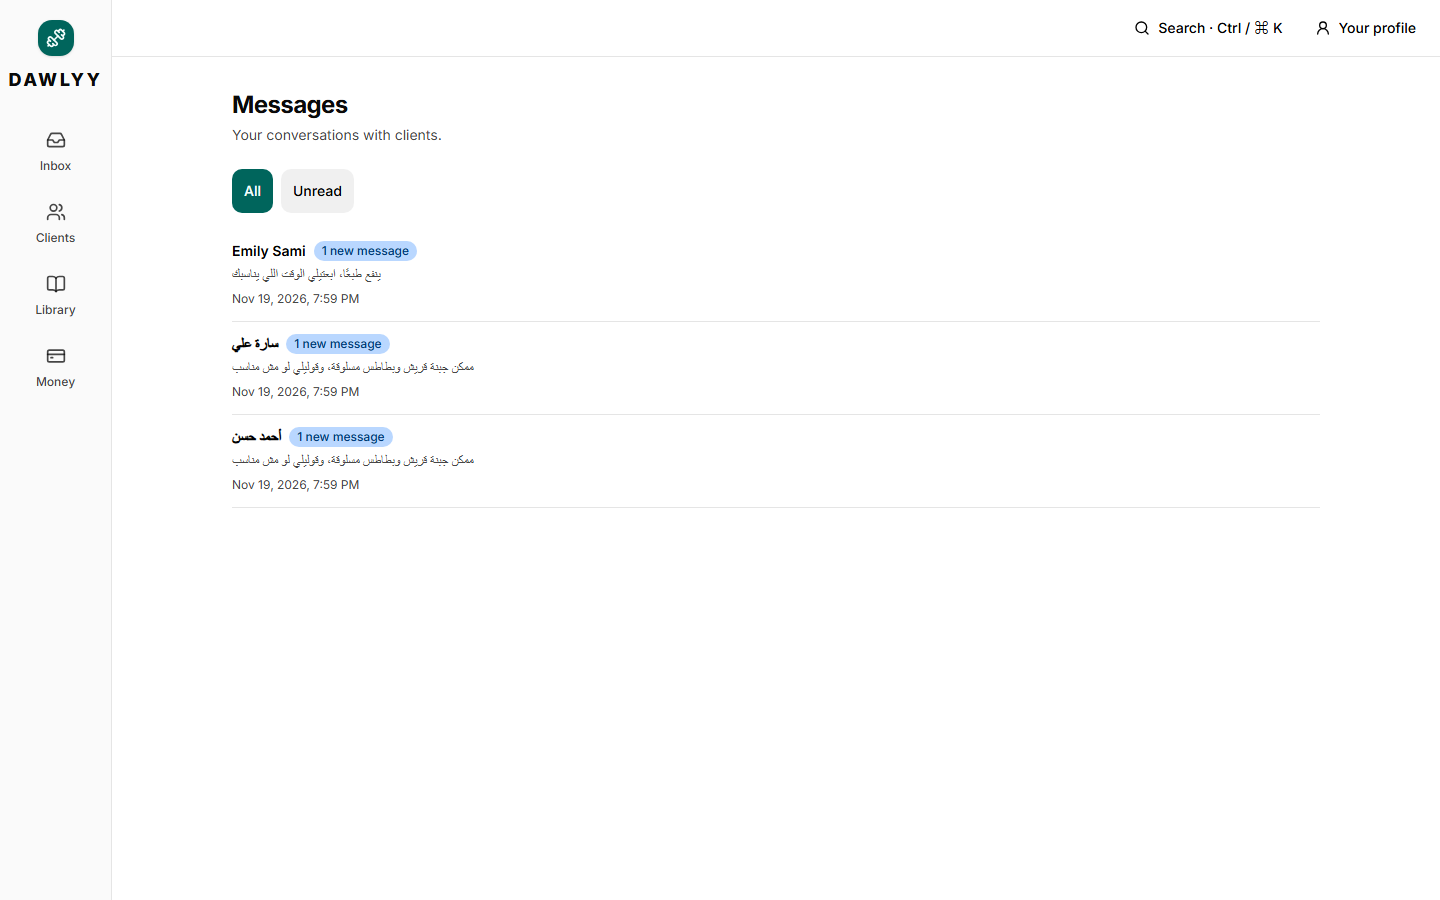 DAWLYY
Inbox
Clients
Library
Money
Search · Ctrl / ⌘ K
Your profile
Messages
Your conversations with clients.
All
Unread
Emily Sami 1 new message
ينفع طبعًا، ابعتيلي الوقت اللي يناسبك
Nov 19, 2026, 7:59 PM
سارة علي 1 new message
ممكن جبنة قريش وبطاطس مسلوقة، وقوليلي لو مش مناسب
Nov 19, 2026, 7:59 PM
أحمد حسن 1 new message
ممكن جبنة قريش وبطاطس مسلوقة، وقوليلي لو مش مناسب
Nov 19, 2026, 7:59 PM